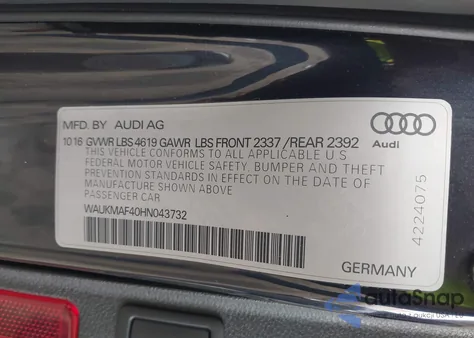 MFD. BY AUDI AG
10 16 GVWR LBS 4619 GAWR LBS FRONT 2337 /REAR 2392
THIS VEHICLE CONFORMS TO ALL APPLICABLE U S
FEDERAL MOTOR VEHICLE SAFETY, BUMPER AND THEFT
PREVENTION STANDARDS IN EFFECT ON THE DATE OF
MANUFACTURE SHOWN ABOVE
PASSENGER CAR
WAUKMAF40HN043732
Audi
4224075
GERMANY
autoSnap